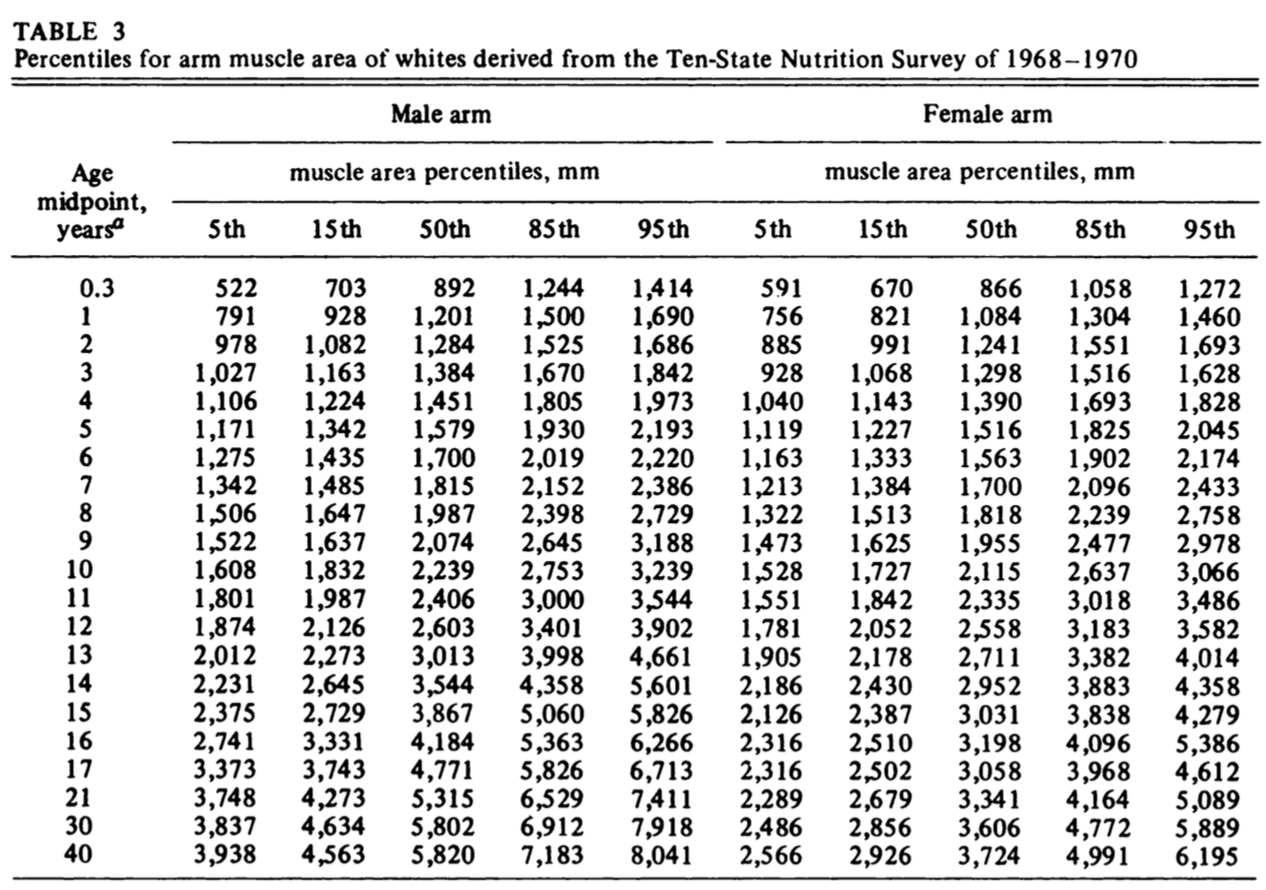 TABLE 3
Percentiles for arm muscle area of whites derived from the Ten-State Nutrition Survey of 1968–1970
Male arm Female arm
Age muscle area percentiles, mm muscle area percentiles, mm
midpoint,
yearsᵃ 5th 15th 50th 85th 95th 5th 15th 50th 85th 95th
0.3 522 703 892 1,244 1,414 591 670 866 1,058 1,272
1 791 928 1,201 1,500 1,690 756 821 1,084 1,304 1,460
2 978 1,082 1,284 1,525 1,686 885 991 1,241 1,551 1,693
3 1,027 1,163 1,384 1,670 1,842 928 1,068 1,298 1,516 1,628
4 1,106 1,224 1,451 1,805 1,973 1,040 1,143 1,390 1,693 1,828
5 1,171 1,342 1,579 1,930 2,193 1,119 1,227 1,516 1,825 2,045
6 1,275 1,435 1,700 2,019 2,220 1,163 1,333 1,563 1,902 2,174
7 1,342 1,485 1,815 2,152 2,386 1,213 1,384 1,700 2,096 2,433
8 1,506 1,647 1,987 2,398 2,729 1,322 1,513 1,818 2,239 2,758
9 1,522 1,637 2,074 2,645 3,188 1,473 1,625 1,955 2,477 2,978
10 1,608 1,832 2,239 2,753 3,239 1,528 1,727 2,115 2,637 3,066
11 1,801 1,987 2,406 3,000 3,544 1,551 1,842 2,335 3,018 3,486
12 1,874 2,126 2,603 3,401 3,902 1,781 2,052 2,558 3,183 3,582
13 2,012 2,273 3,013 3,998 4,661 1,905 2,178 2,711 3,382 4,014
14 2,231 2,645 3,544 4,358 5,601 2,186 2,430 2,952 3,883 4,358
15 2,375 2,729 3,867 5,060 5,826 2,126 2,387 3,031 3,838 4,279
16 2,741 3,331 4,184 5,363 6,266 2,316 2,510 3,198 4,096 5,386
17 3,373 3,743 4,771 5,826 6,713 2,316 2,502 3,058 3,968 4,612
21 3,748 4,273 5,315 6,529 7,411 2,289 2,679 3,341 4,164 5,089
30 3,837 4,634 5,802 6,912 7,918 2,486 2,856 3,606 4,772 5,889
40 3,938 4,563 5,820 7,183 8,041 2,566 2,926 3,724 4,991 6,195